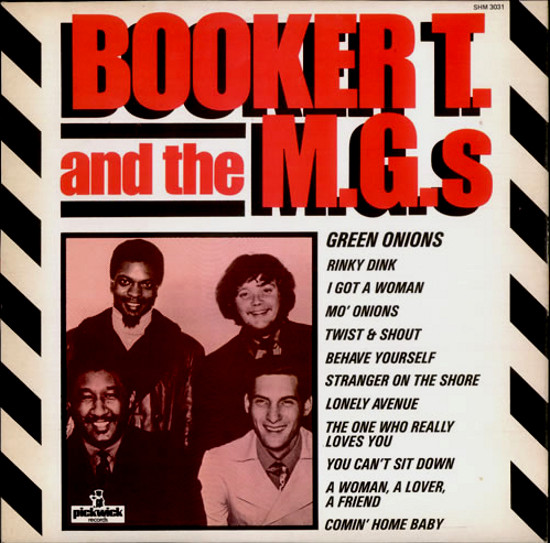 SHM 3031
BOOKER T.
and the M.G.s
GREEN ONIONS
RINKY DINK
I GOT A WOMAN
MO' ONIONS
TWIST & SHOUT
BEHAVE YOURSELF
STRANGER ON THE SHORE
LONELY AVENUE
THE ONE WHO REALLY
LOVES YOU
YOU CAN'T SIT DOWN
A WOMAN, A LOVER,
A FRIEND
COMIN' HOME BABY
pickwick
records